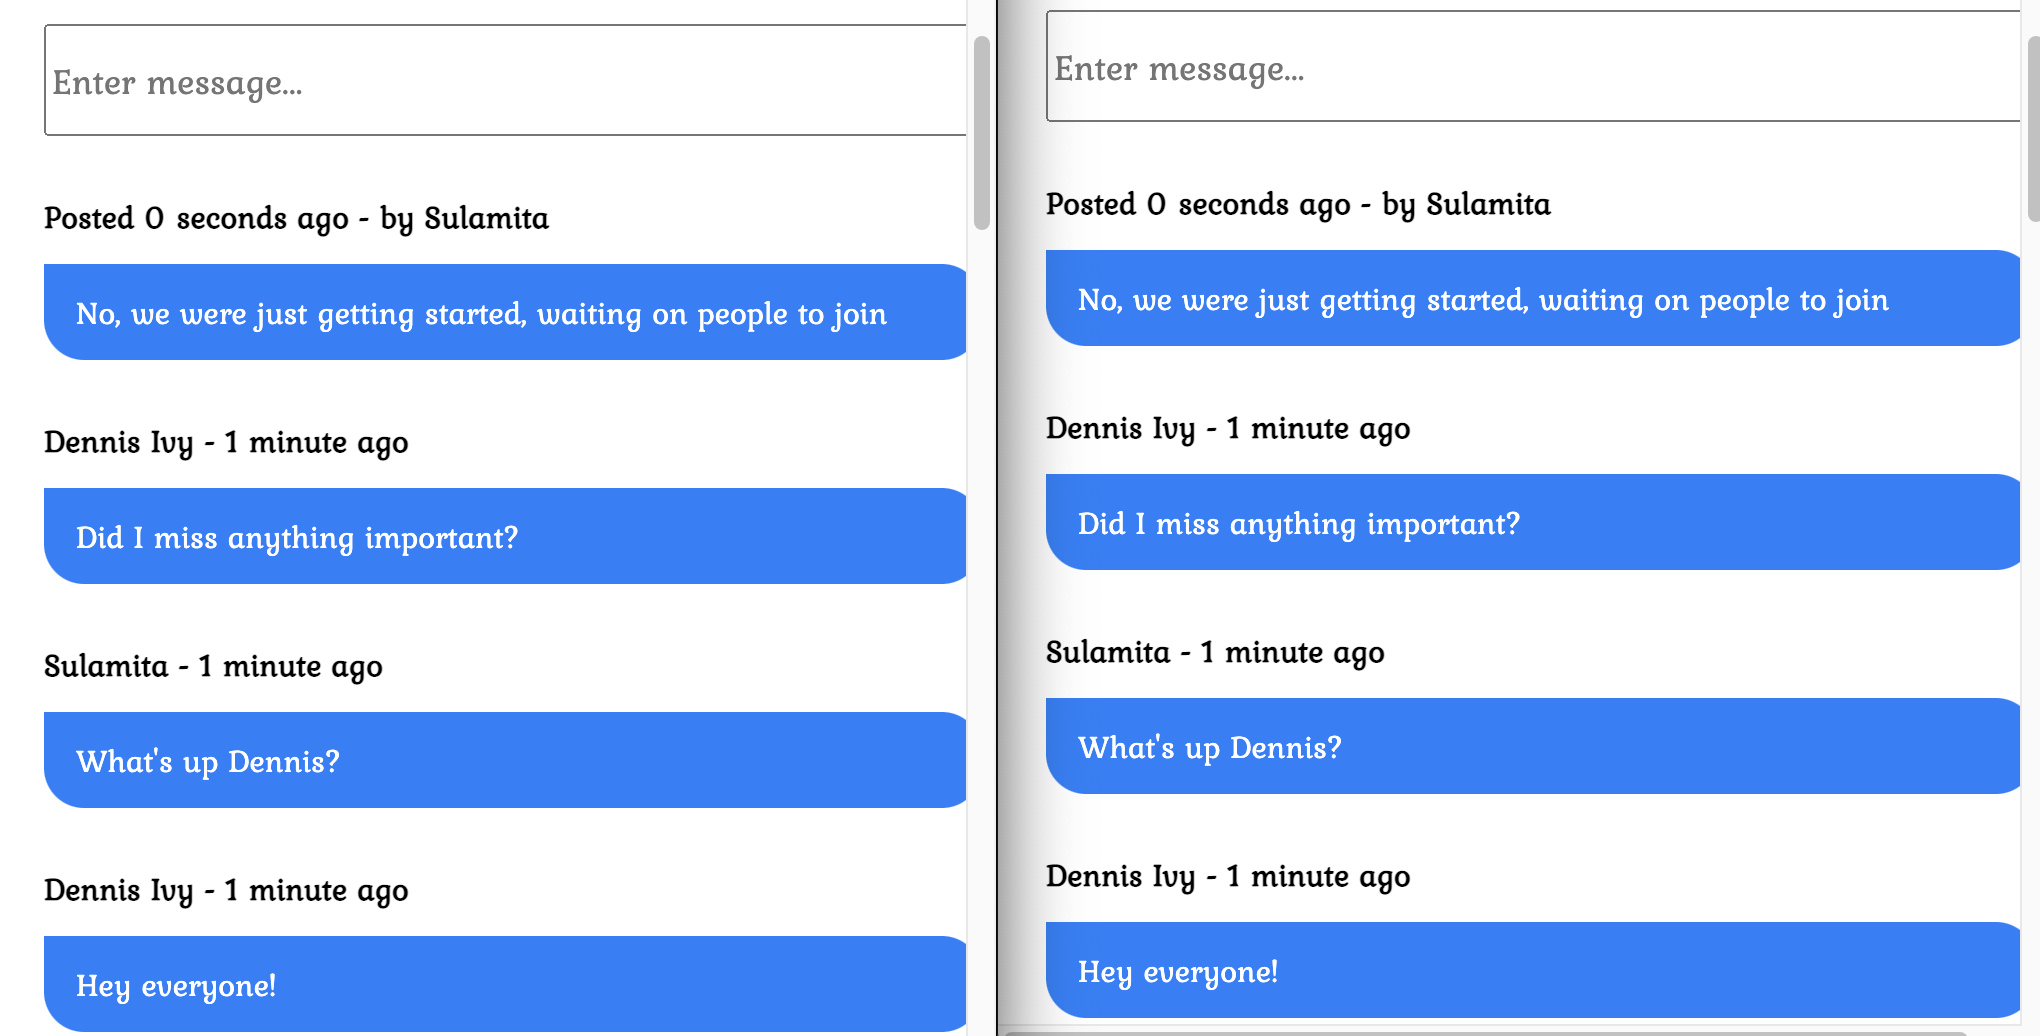 Enter message...
Posted 0 seconds ago - by Sulamita
No, we were just getting started, waiting on people to join
Dennis Ivy - 1 minute ago
Did I miss anything important?
Sulamita - 1 minute ago
What's up Dennis?
Dennis Ivy - 1 minute ago
Hey everyone!
Enter message...
Posted 0 seconds ago - by Sulamita
No, we were just getting started, waiting on people to join
Dennis Ivy - 1 minute ago
Did I miss anything important?
Sulamita - 1 minute ago
What's up Dennis?
Dennis Ivy - 1 minute ago
Hey everyone!